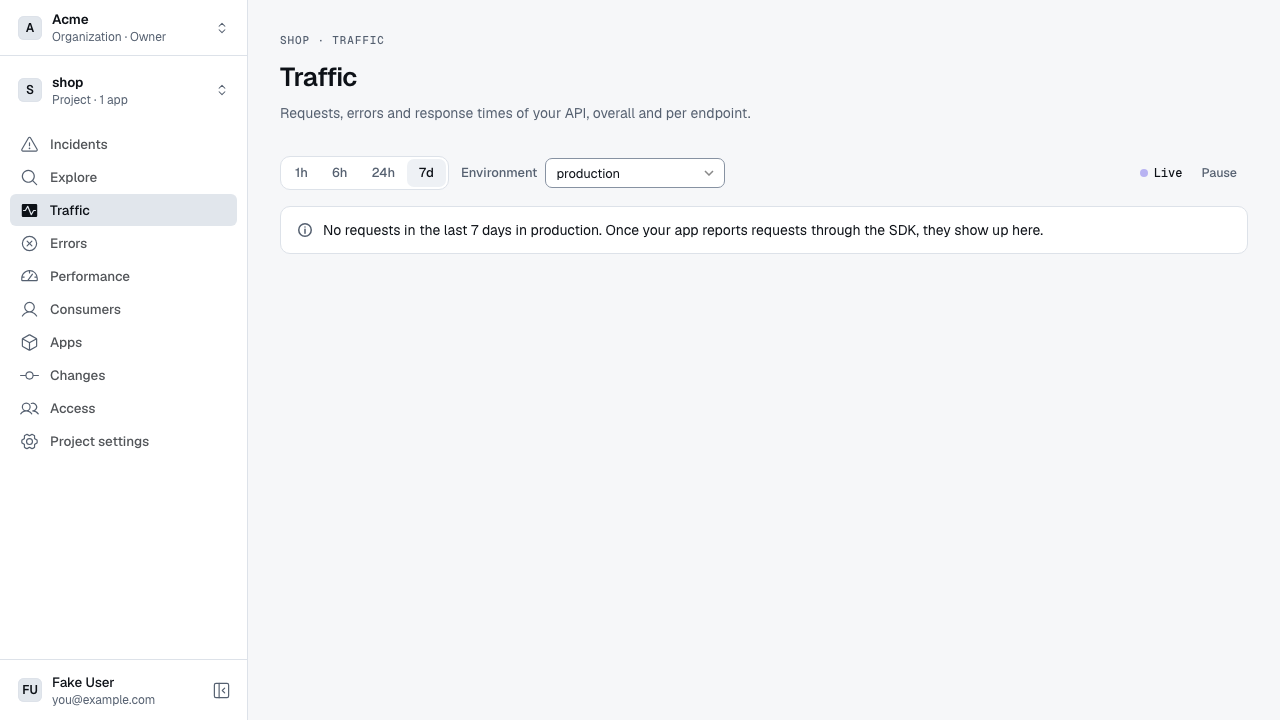 A
Acme
Organization · Owner
S
shop
Project · 1 app
Incidents
Explore
Traffic
Errors
Performance
Consumers
Apps
Changes
Access
Project settings
FU
Fake User
you@example.com
SHOP · TRAFFIC
Traffic
Requests, errors and response times of your API, overall and per endpoint.
1h 6h 24h 7d Environment production Live Pause
No requests in the last 7 days in production. Once your app reports requests through the SDK, they show up here.